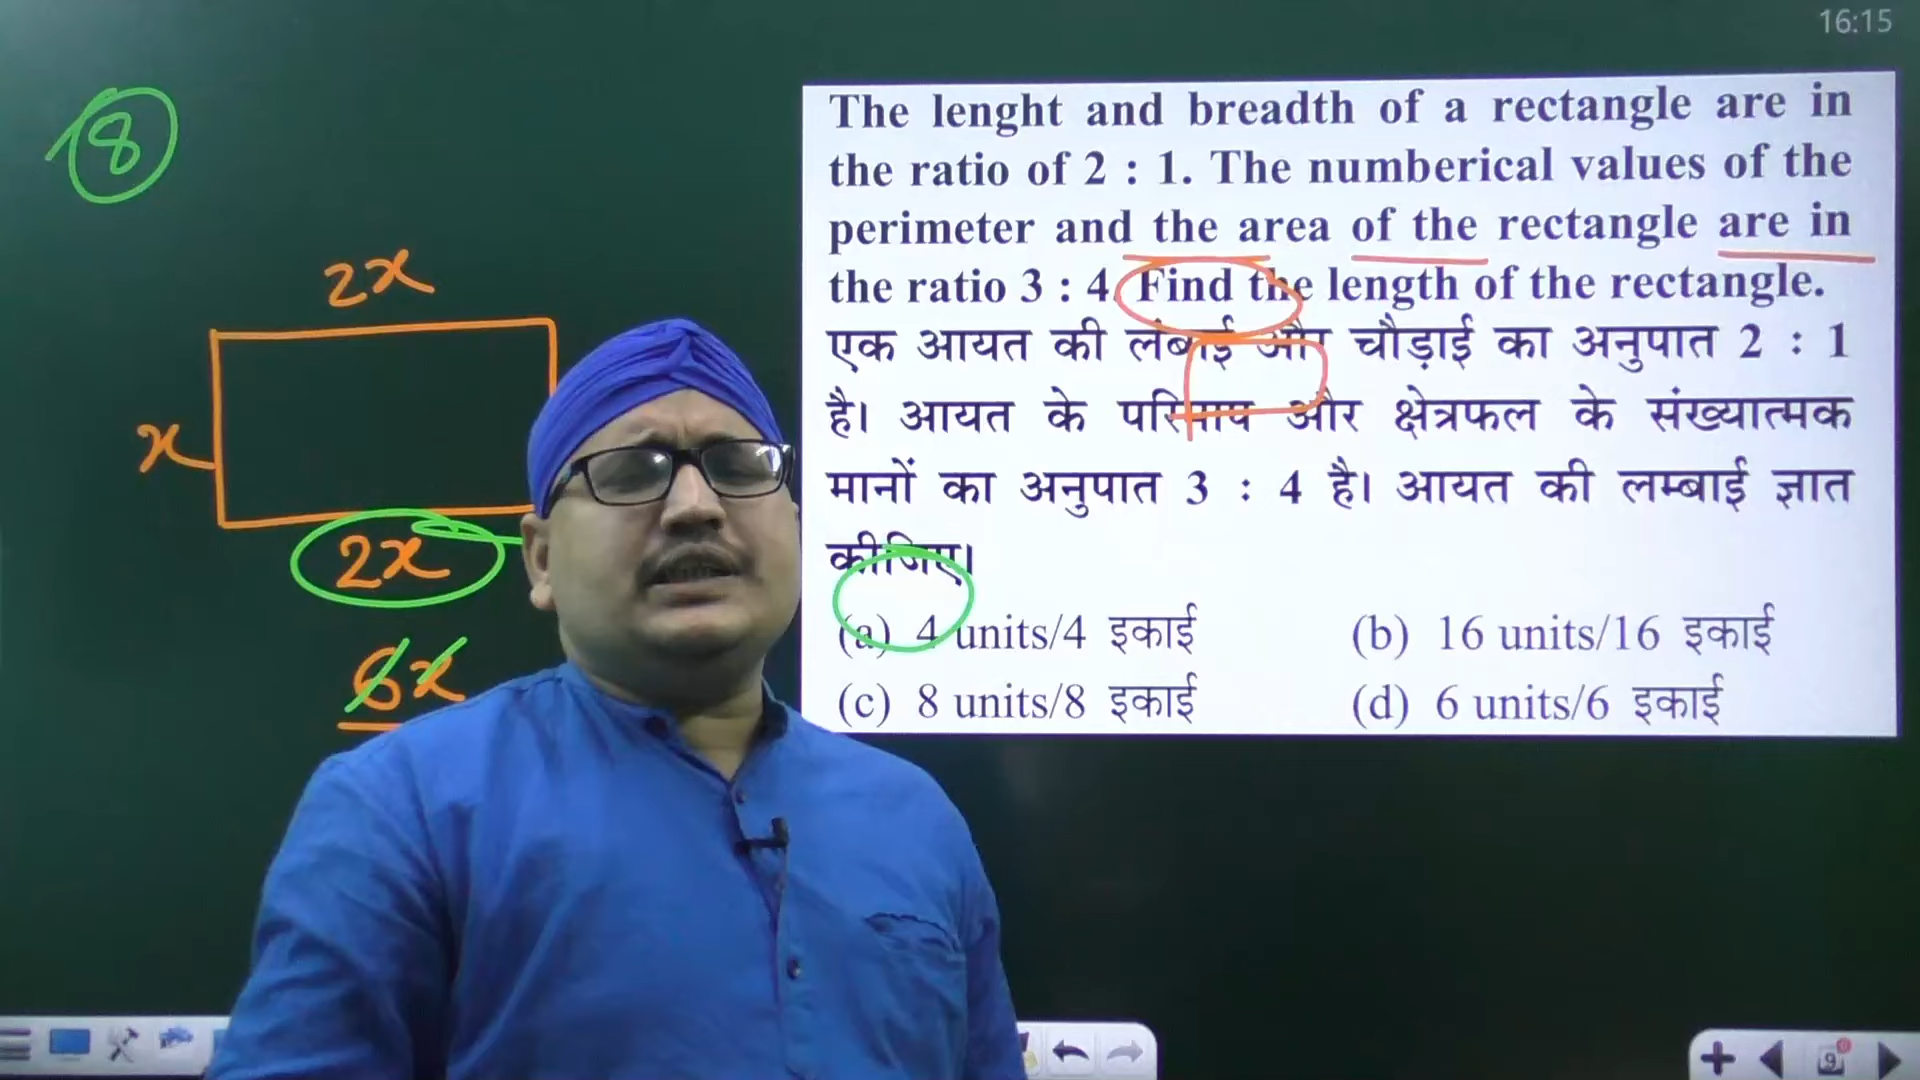 16:15
8
2x
x
2x
6x
The lenght and breadth of a rectangle are in
the ratio of 2 : 1. The numberical values of the
perimeter and the area of the rectangle are in
the ratio 3 : 4. Find the length of the rectangle.
एक आयत की लंबाई और चौड़ाई का अनुपात 2 : 1
है। आयत के परिमाप और क्षेत्रफल के संख्यात्मक
मानों का अनुपात 3 : 4 है। आयत की लम्बाई ज्ञात
कीजिए।
(a) 4 units/4 इकाई (b) 16 units/16 इकाई
(c) 8 units/8 इकाई (d) 6 units/6 इकाई
9